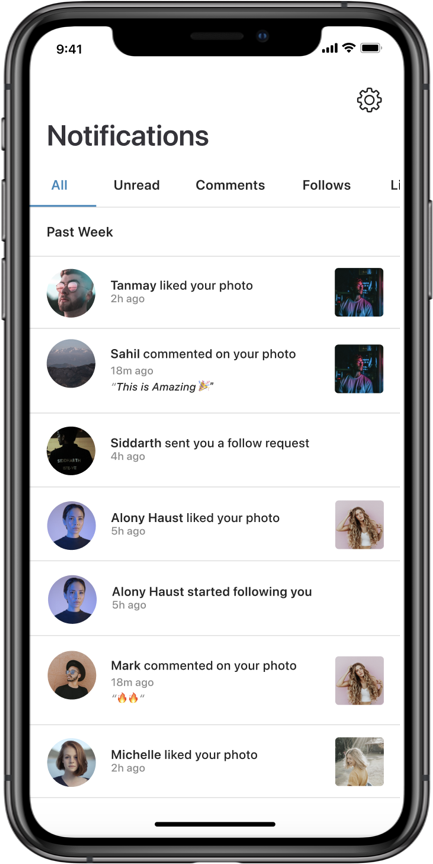 9:41
Notifications
All Unread Comments Follows Li
Past Week
Tanmay liked your photo
2h ago
Sahil commented on your photo
18m ago
“This is Amazing🎉”
Siddarth sent you a follow request
4h ago
Alony Haust liked your photo
5h ago
Alony Haust started following you
5h ago
Mark commented on your photo
18m ago
“🔥🔥“
Michelle liked your photo
2h ago